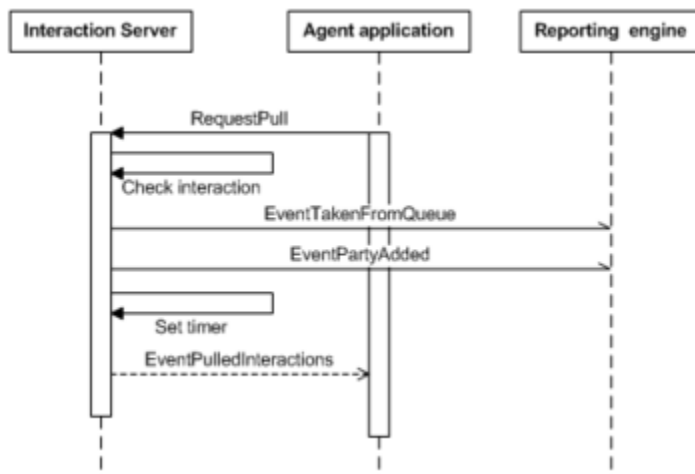 Interaction Server
Agent application
Reporting engine
RequestPull
Check interaction
EventTakenFromQueue
EventPartyAdded
Set timer
EventPulledInteractions